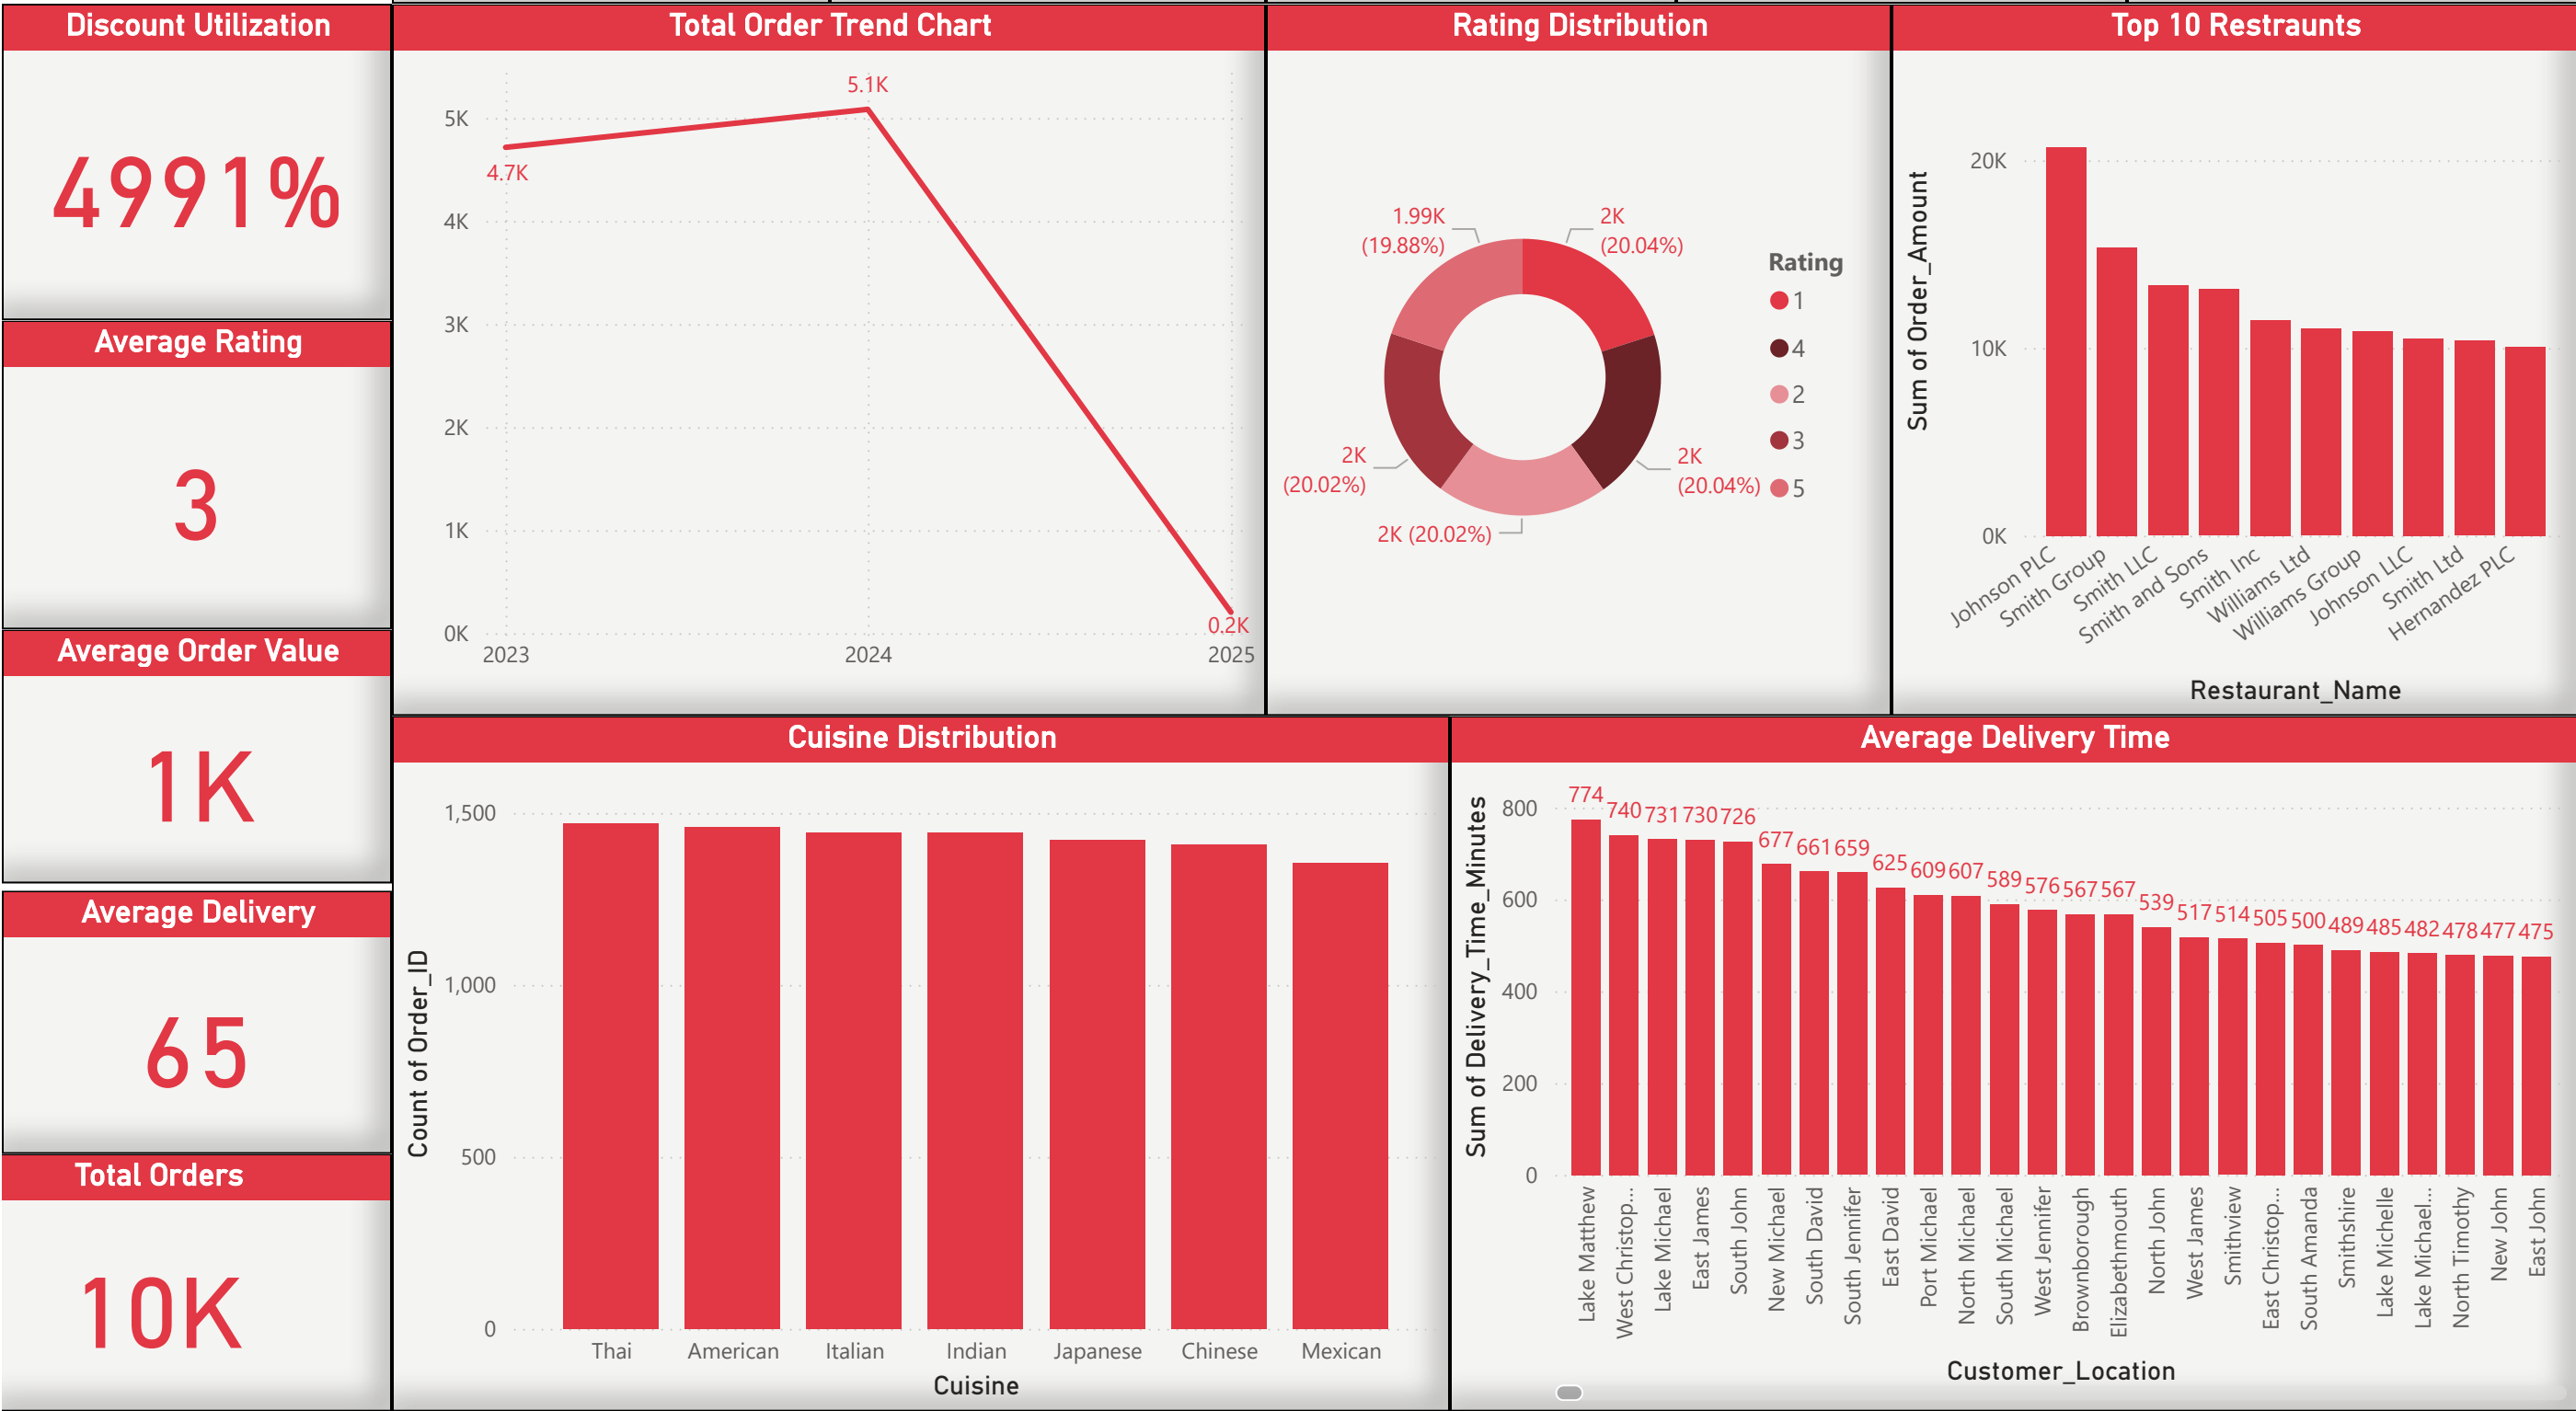 Discount Utilization
4991%
Average Rating
3
Average Order Value
1K
Average Delivery
65
Total Orders
10K
Total Order Trend Chart
5K
4K
3K
2K
1K
0K
4.7K
5.1K
0.2K
2023
2024
2025
Rating Distribution
1.99K
(19.88%)
2K
(20.04%)
2K
(20.02%)
2K
(20.04%)
2K (20.02%)
Rating
1
4
2
3
5
Top 10 Restraunts
Sum of Order_Amount
20K
10K
0K
Johnson PLC
Smith Group
Smith LLC
Smith and Sons
Smith Inc
Williams Ltd
Williams Group
Johnson LLC
Smith Ltd
Hernandez PLC
Restaurant_Name
Cuisine Distribution
Count of Order_ID
1,500
1,000
500
0
Thai
American
Italian
Indian
Japanese
Chinese
Mexican
Cuisine
Average Delivery Time
Sum of Delivery_Time_Minutes
800
600
400
200
0
774
740
731
730
726
677
661
659
625
609
607
589
576
567
567
539
517
514
505
500
489
485
482
478
477
475
Lake Matthew
West Christop...
Lake Michael
East James
South John
New Michael
South David
South Jennifer
East David
Port Michael
North Michael
South Michael
West Jennifer
Brownborough
Elizabethmouth
North John
West James
Smithview
East Christop...
South Amanda
Smithshire
Lake Michelle
Lake Michael...
North Timothy
New John
East John
Customer_Location